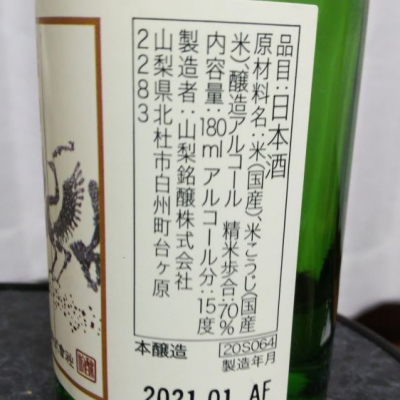 品目:日本酒
原材料名:米(国産)、米こうじ(国産
米)、醸造アルコール 精米歩合:70%
内容量:180ml アルコール分:15度
製造者:山梨銘醸株式会社
山梨県北杜市白州町台ヶ原
2283
本醸造
[20S064]
製造年月
2021.01 AF